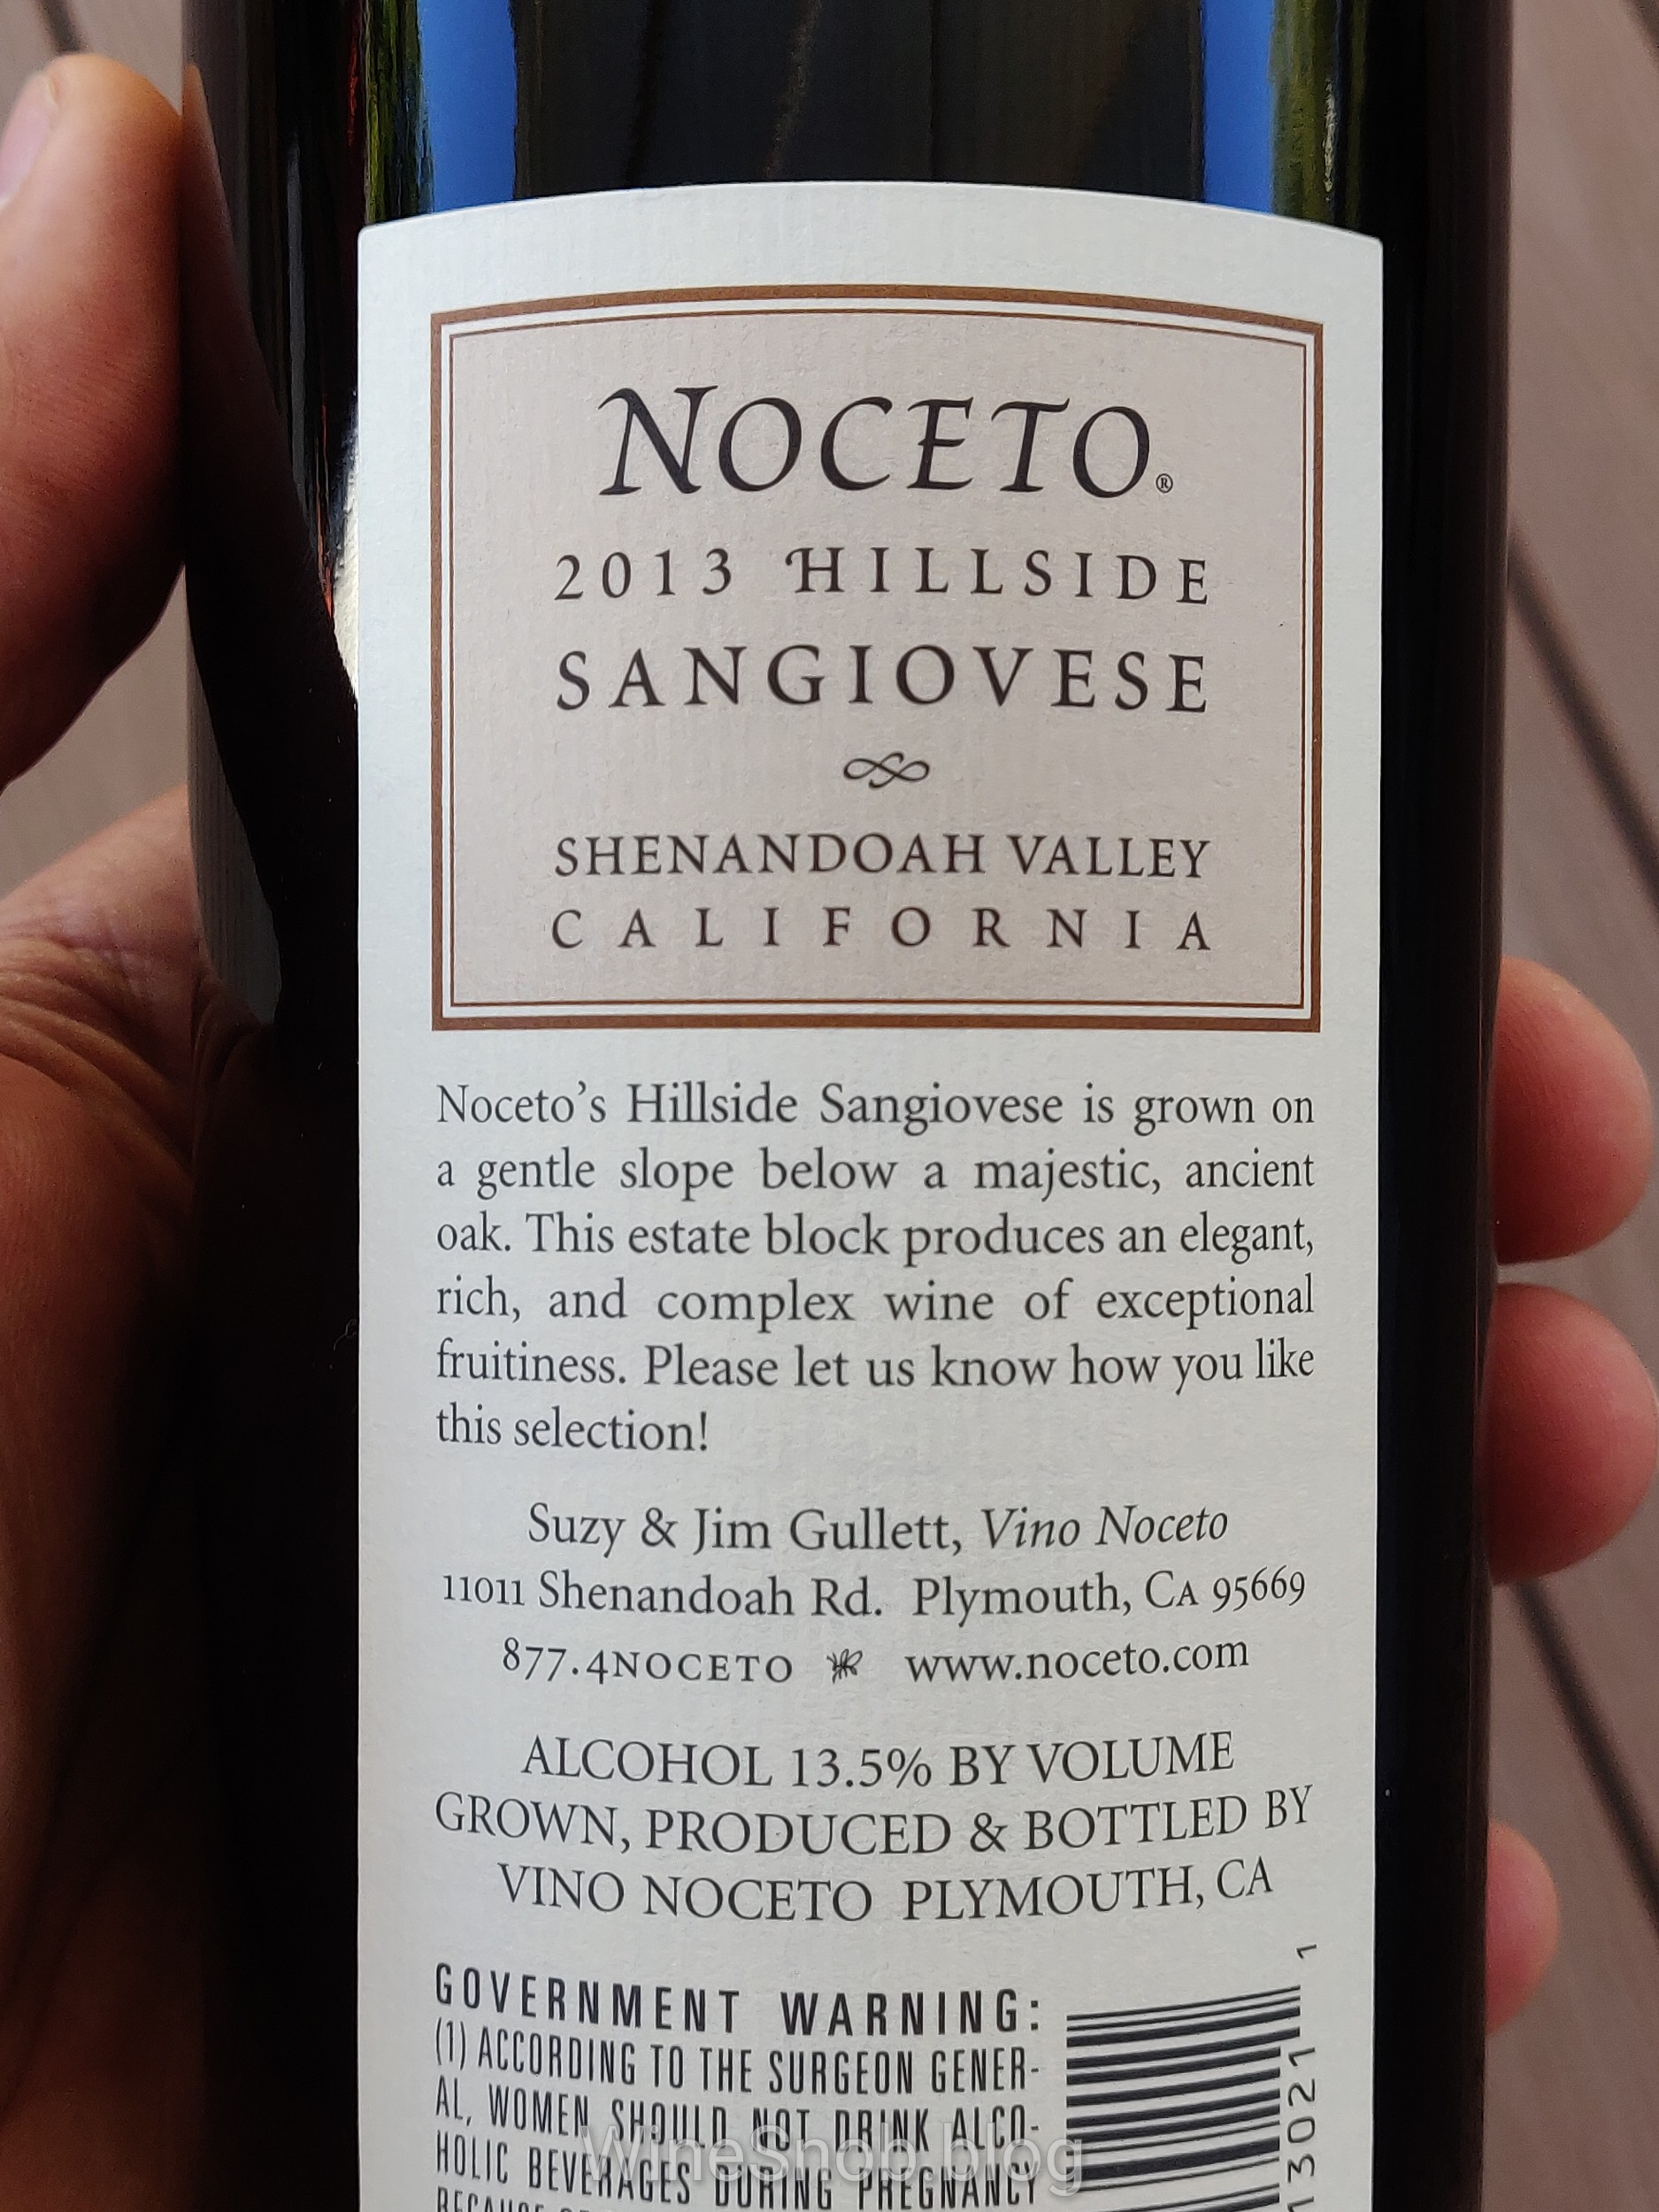 NOCETO®
2013 HILLSIDE
SANGIOVESE
SHENANDOAH VALLEY
CALIFORNIA
Noceto's Hillside Sangiovese is grown on
a gentle slope below a majestic, ancient
oak. This estate block produces an elegant,
rich, and complex wine of exceptional
fruitiness. Please let us know how you like
this selection!
Suzy & Jim Gullett, Vino Noceto
11011 Shenandoah Rd. Plymouth, CA 95669
877.4NOCETO www.noceto.com
ALCOHOL 13.5% BY VOLUME
GROWN, PRODUCED & BOTTLED BY
VINO NOCETO PLYMOUTH, CA
GOVERNMENT WARNING:
(1) ACCORDING TO THE SURGEON GENER-
AL, WOMEN SHOULD NOT DRINK ALCO-
HOLIC BEVERAGES DURING PREGNANCY
BECAUSE
13021 1
WineSnob.blog